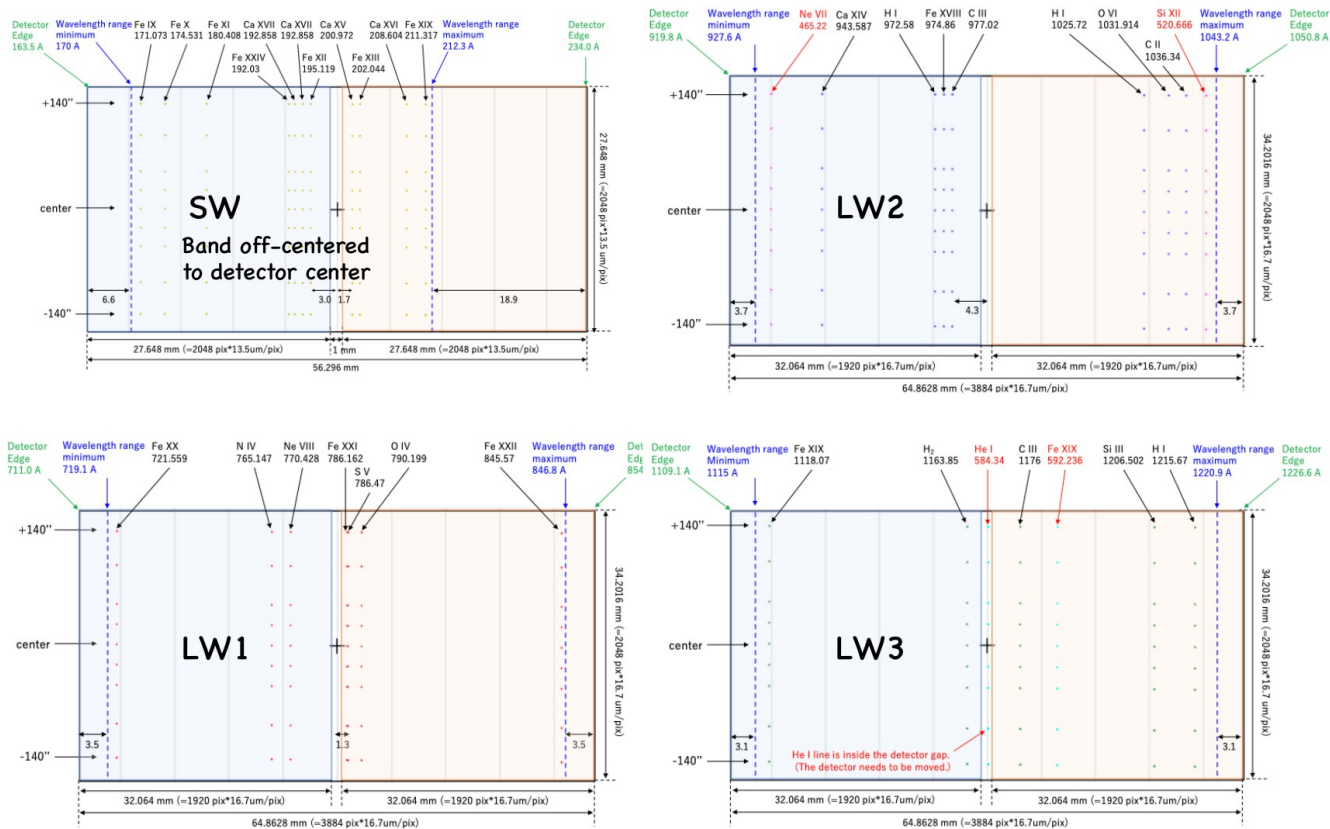 Detector
Edge
163.5 A
Wavelength range
minimum
170 A
Fe IX
171.073
Fe X
174.531
Fe XI
180.408
Ca XVII
192.858
Ca XVII
192.858
Ca XV
200.972
Ca XVI
208.604
Fe XIX
211.317
Wavelength range
maximum
212.3 A
Detector
Edge
234.0 A
Fe XXIV
192.03
Fe XII
195.119
Fe XIII
202.044
+140''
center
-140''
SW
Band off-centered
to detector center
6.6
3.0
1.7
18.9
27.648 mm (=2048 pix*13.5um/pix)
1 mm
27.648 mm (=2048 pix*13.5um/pix)
56.296 mm
27.648 mm (=2048 pix*13.5 um/pix)
Detector
Edge
919.8 A
Wavelength range
minimum
927.6 A
Ne VII
465.22
Ca XIV
943.587
H I
972.58
Fe XVIII
974.86
C III
977.02
H I
1025.72
O VI
1031.914
C II
1036.34
Si XII
520.666
Wavelength range
maximum
1043.2 A
Detector
Edge
1050.8 A
+140''
center
-140''
LW2
3.7
4.3
3.7
32.064 mm (=1920 pix*16.7um/pix)
32.064 mm (=1920 pix*16.7um/pix)
64.8628 mm (=3884 pix*16.7um/pix)
34.2016 mm (=2048 pix*16.7 um/pix)
Detector
Edge
711.0 A
Wavelength range
minimum
719.1 A
Fe XX
721.559
N IV
765.147
Ne VIII
770.428
Fe XXI
786.162
S V
786.47
O IV
790.199
Fe XXII
845.57
Wavelength range
maximum
846.8 A
Det
Edg
854
+140''
center
-140''
LW1
3.5
1.3
3.5
32.064 mm (=1920 pix*16.7um/pix)
32.064 mm (=1920 pix*16.7um/pix)
64.8628 mm (=3884 pix*16.7um/pix)
34.2016 mm (=2048 pix*16.7 um/pix)
Detector
Edge
1109.1 A
Wavelength range
Minimum
1115 A
Fe XIX
1118.07
H₂
1163.85
He I
584.34
C III
1176
Fe XIX
592.236
Si III
1206.502
H I
1215.67
Wavelength range
maximum
1220.9 A
Detector
Edge
1226.6 A
+140''
center
-140''
LW3
3.1
3.1
He I line is inside the detector gap.
(The detector needs to be moved.)
32.064 mm (=1920 pix*16.7um/pix)
32.064 mm (=1920 pix*16.7um/pix)
64.8628 mm (=3884 pix*16.7um/pix)
34.2016 mm (=2048 pix*16.7 um/pix)